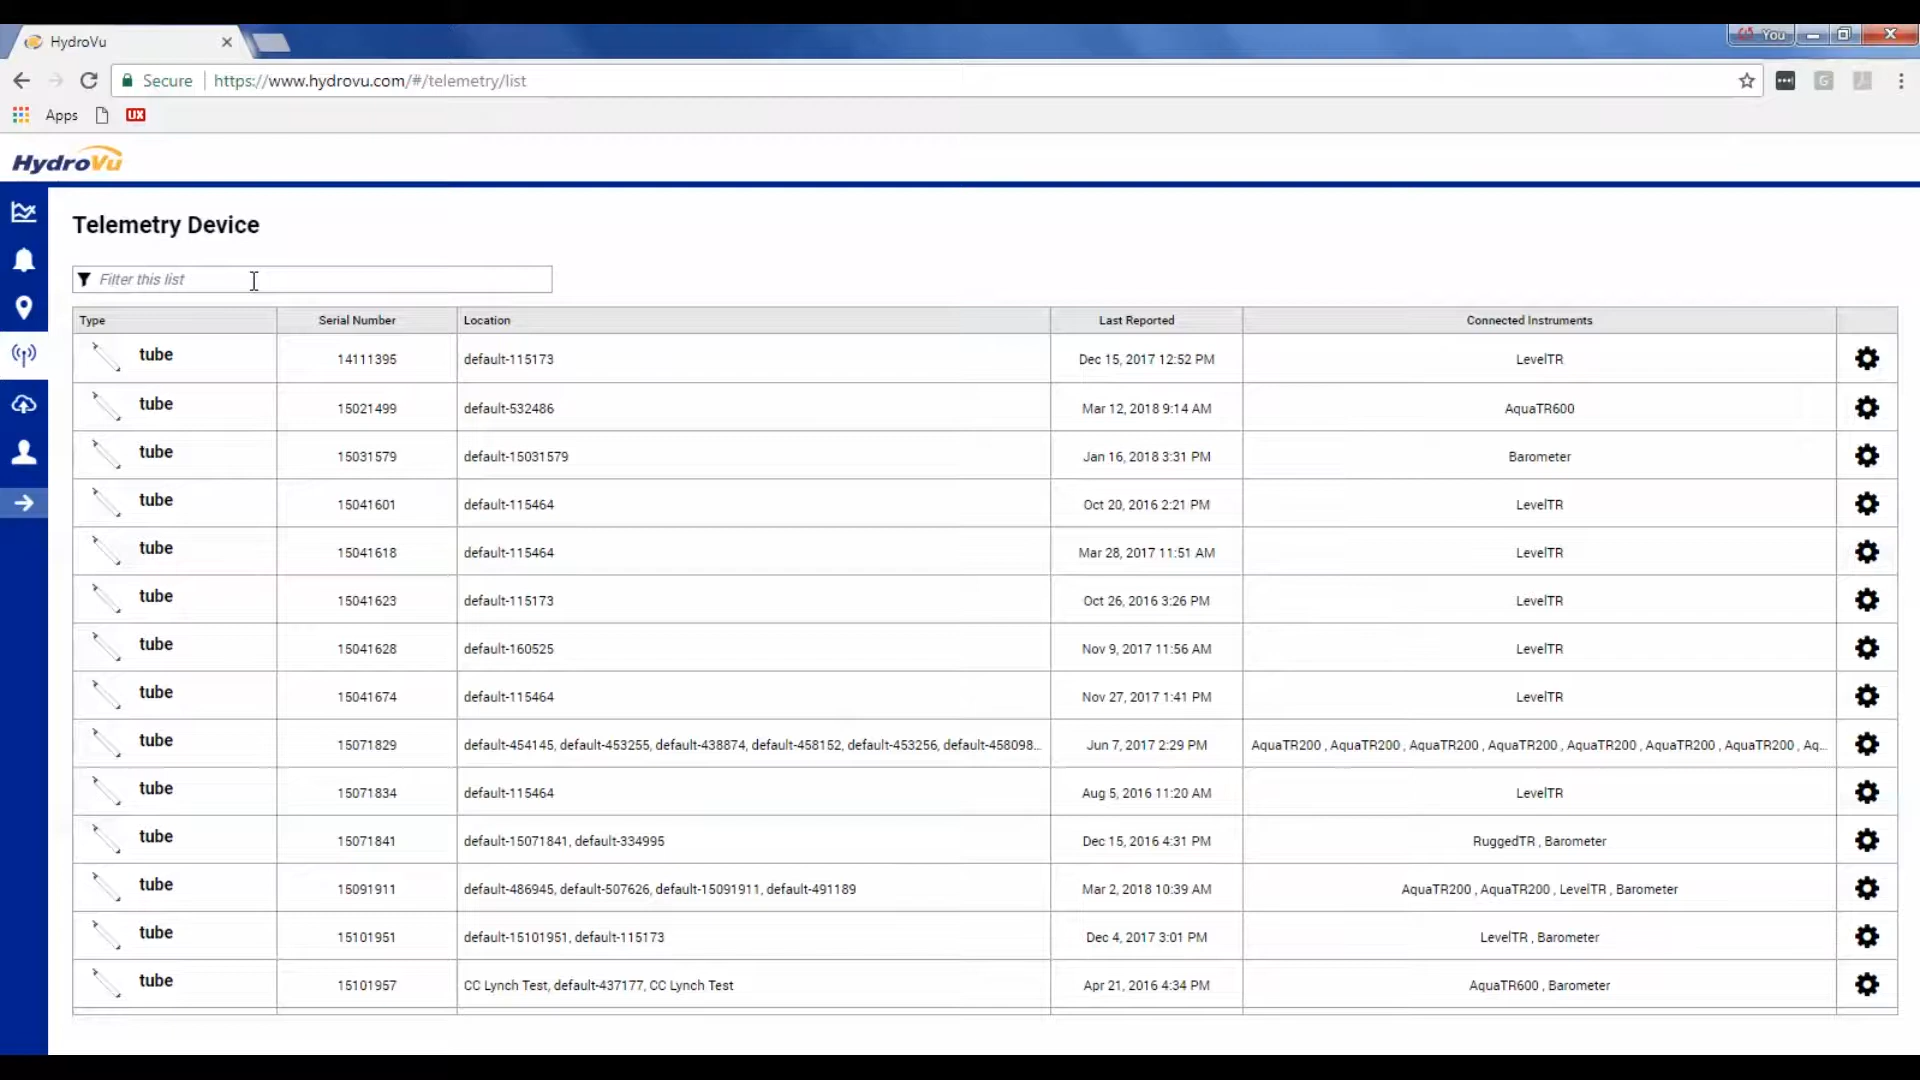 HydroVu
You
Secure https://www.hydrovu.com/#/telemetry/list
Apps UX
HydroVu
Telemetry Device
Filter this list
Type Serial Number Location Last Reported Connected Instruments
tube 14111395 default-115173 Dec 15, 2017 12:52 PM LevelTR
tube 15021499 default-532486 Mar 12, 2018 9:14 AM AquaTR600
tube 15031579 default-15031579 Jan 16, 2018 3:31 PM Barometer
tube 15041601 default-115464 Oct 20, 2016 2:21 PM LevelTR
tube 15041618 default-115464 Mar 28, 2017 11:51 AM LevelTR
tube 15041623 default-115173 Oct 26, 2016 3:26 PM LevelTR
tube 15041628 default-160525 Nov 9, 2017 11:56 AM LevelTR
tube 15041674 default-115464 Nov 27, 2017 1:41 PM LevelTR
tube 15071829 default-454145, default-453255, default-438874, default-458152, default-453256, default-458098... Jun 7, 2017 2:29 PM AquaTR200 , AquaTR200 , AquaTR200 , AquaTR200 , AquaTR200 , AquaTR200 , AquaTR200 , Aq...
tube 15071834 default-115464 Aug 5, 2016 11:20 AM LevelTR
tube 15071841 default-15071841, default-334995 Dec 15, 2016 4:31 PM RuggedTR , Barometer
tube 15091911 default-486945, default-507626, default-15091911, default-491189 Mar 2, 2018 10:39 AM AquaTR200 , AquaTR200 , LevelTR , Barometer
tube 15101951 default-15101951, default-115173 Dec 4, 2017 3:01 PM LevelTR , Barometer
tube 15101957 CC Lynch Test, default-437177, CC Lynch Test Apr 21, 2016 4:34 PM AquaTR600 , Barometer